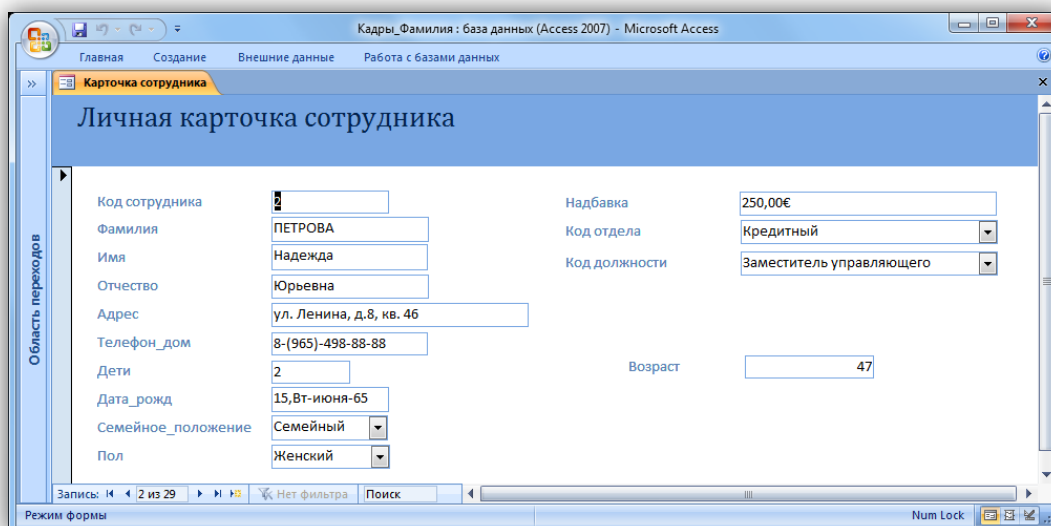 Кадры_Фамилия : база данных (Access 2007) - Microsoft Access
Главная Создание Внешние данные Работа с базами данных
Карточка сотрудника
Личная карточка сотрудника
Область переходов
Код сотрудника 2
Фамилия ПЕТРОВА
Имя Надежда
Отчество Юрьевна
Адрес ул. Ленина, д.8, кв. 46
Телефон_дом 8-(965)-498-88-88
Дети 2
Дата_рожд 15,Вт-июня-65
Семейное_положение Семейный
Пол Женский
Надбавка 250,00€
Код отдела Кредитный
Код должности Заместитель управляющего
Возраст 47
Запись: 2 из 29 Нет фильтра Поиск
Режим формы Num Lock